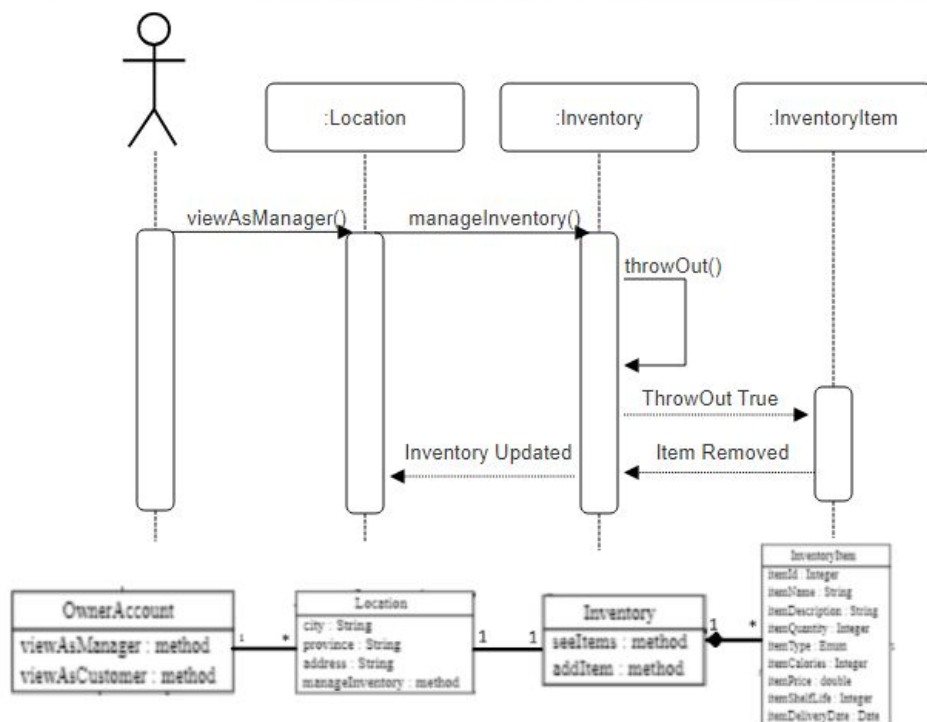 :Location
:Inventory
:InventoryItem
viewAsManager()
manageInventory()
throwOut()
ThrowOut True
Inventory Updated
Item Removed
OwnerAccount
viewAsManager : method
viewAsCustomer : method
*
Location
city : String
province : String
address : String
manageInventory : method
1
1
Inventory
seeItems : method
addItem : method
1
*
InventoryItem
itemId : Integer
itemName : String
itemDescription : String
itemQuantity : Integer
itemType : Enum
itemCalories : Integer
itemPrice : double
itemShelfLife : Integer
itemDeliveryDate : Date